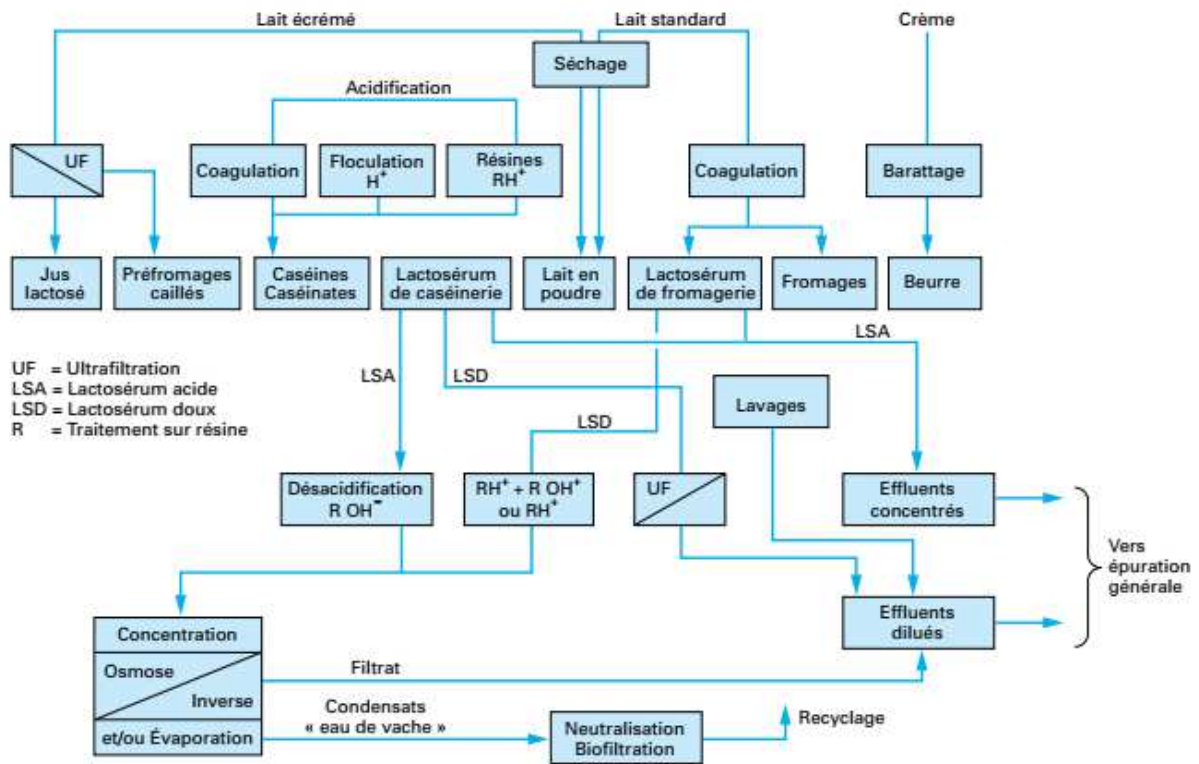 Lait écrémé
Lait standard
Crème
Séchage
Acidification
UF
Coagulation
Floculation
H⁺
Résines
RH⁺
Coagulation
Barattage
Jus
lactosé
Préfromages
caillés
Caséines
Caséinates
Lactosérum
de caséinerie
Lait en
poudre
Lactosérum
de fromagerie
Fromages
Beurre
LSA
UF = Ultrafiltration
LSA = Lactosérum acide
LSD = Lactosérum doux
R = Traitement sur résine
LSA
LSD
LSD
Lavages
Désacidification
R OH⁻
RH⁺ + R OH⁺
ou RH⁺
UF
Effluents
concentrés
Vers
épuration
générale
Effluents
dilués
Concentration
Osmose
Inverse
et/ou Évaporation
Filtrat
Condensats
« eau de vache »
Neutralisation
Biofiltration
Recyclage